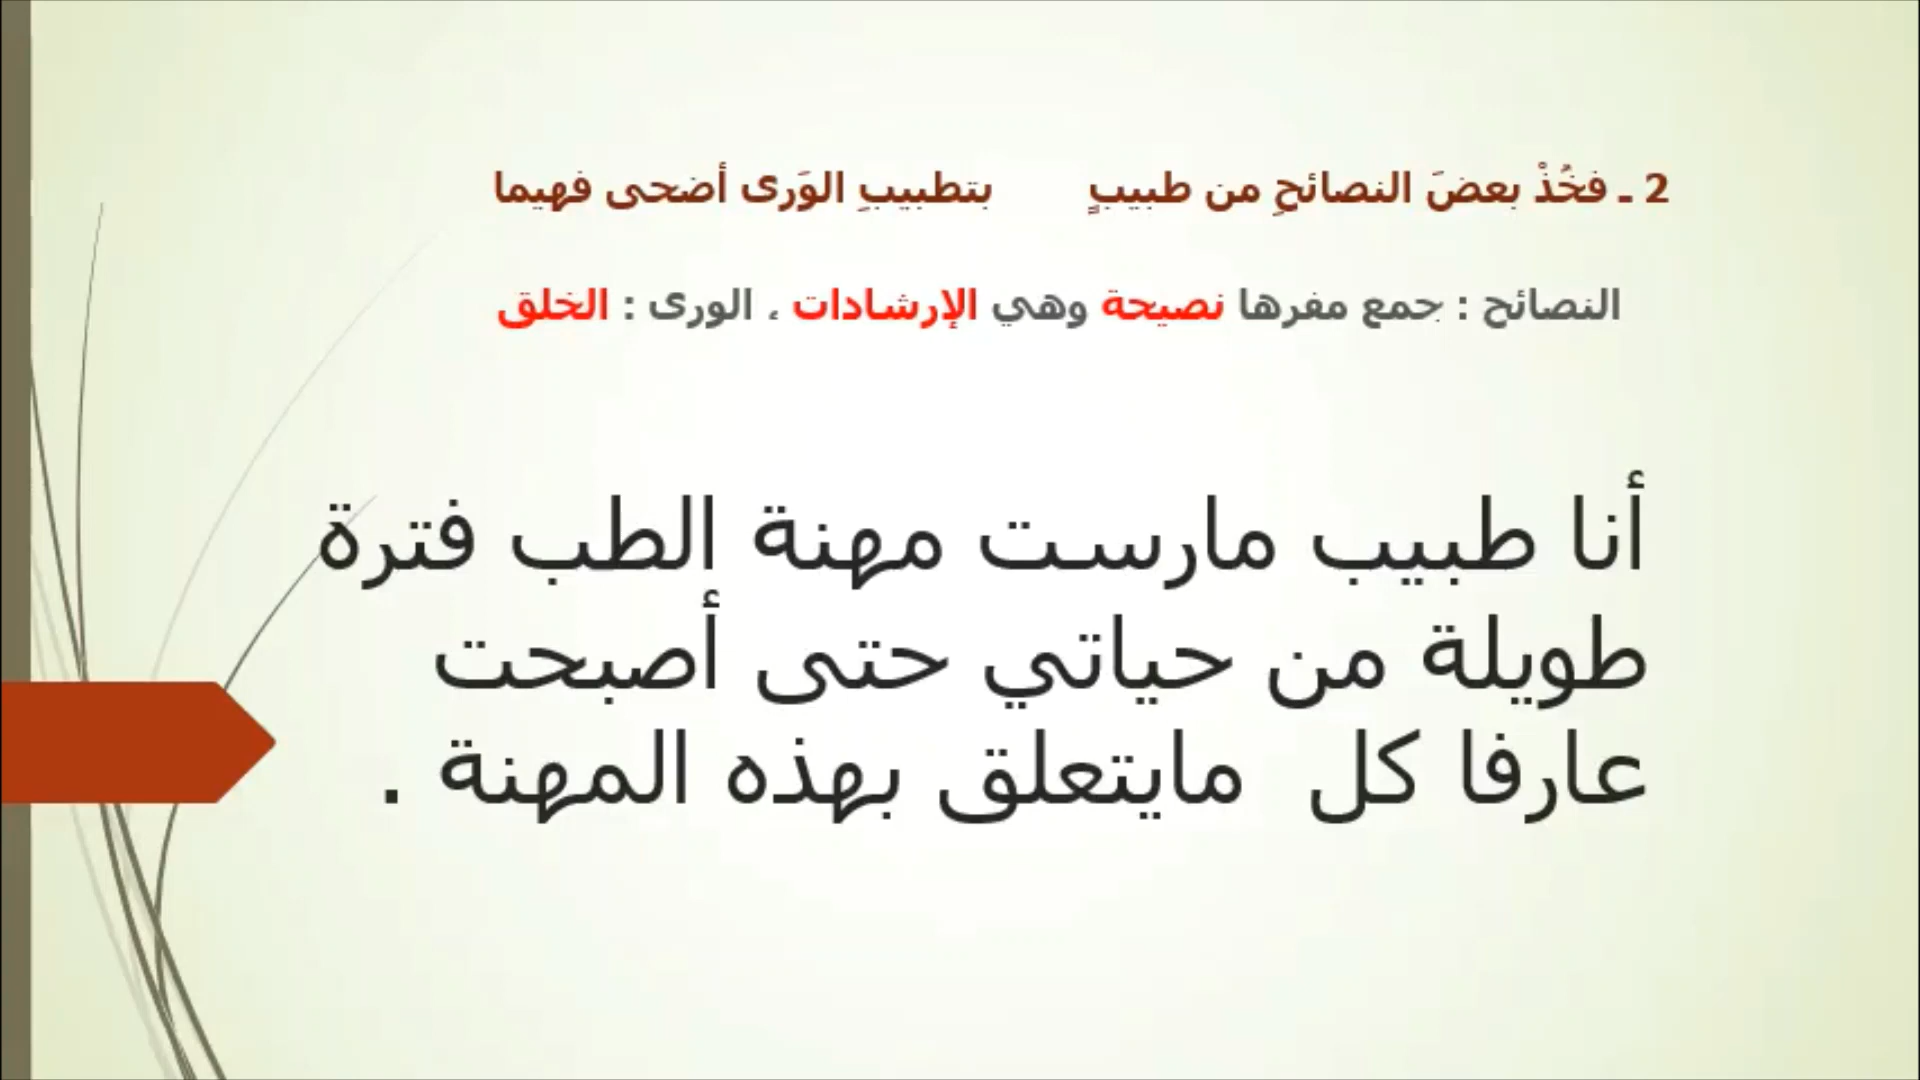 2 ـ فخُذْ بعضَ النصائحِ من طبيبٍ بتطبيبِ الوَرى أضحى فهيما
النصائح : جمع مفرها نصيحة وهي الإرشادات ، الورى : الخلق
أنا طبيب مارست مهنة الطب فترة
طويلة من حياتي حتى أصبحت
عارفا كل مايتعلق بهذه المهنة .